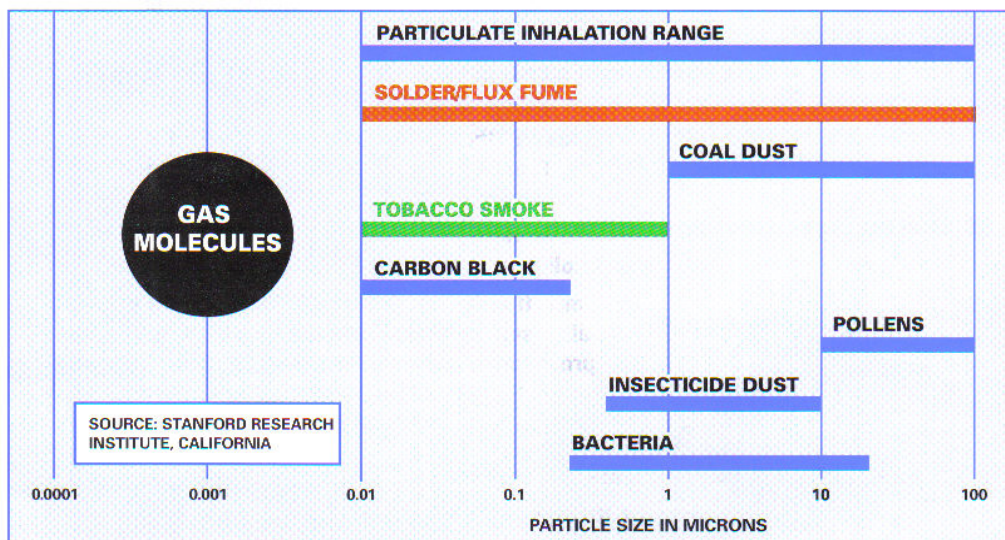 PARTICULATE INHALATION RANGE
SOLDER/FLUX FUME
COAL DUST
GAS
MOLECULES
TOBACCO SMOKE
CARBON BLACK
POLLENS
INSECTICIDE DUST
BACTERIA
SOURCE: STANFORD RESEARCH
INSTITUTE, CALIFORNIA
0.0001 0.001 0.01 0.1 1 10 100
PARTICLE SIZE IN MICRONS